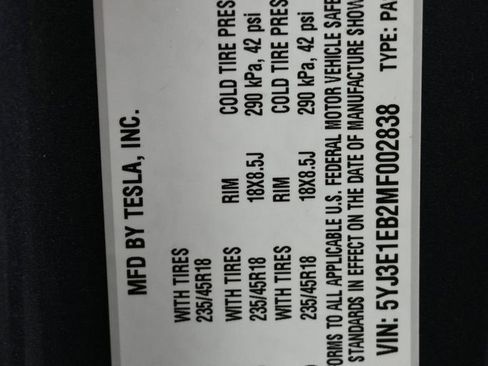 MFD BY TESLA, INC.
WITH TIRES
235/45R18
WITH TIRES RIM COLD TIRE PRES
235/45R18 18X8.5J 290 kPa, 42 psi
WITH TIRES RIM COLD TIRE PRES
235/45R18 18X8.5J 290 kPa, 42 psi
ORMS TO ALL APPLICABLE U.S. FEDERAL MOTOR VEHICLE SAFE
STANDARDS IN EFFECT ON THE DATE OF MANUFACTURE SHOW
VIN: 5YJ3E1EB2MF002838 TYPE: PA